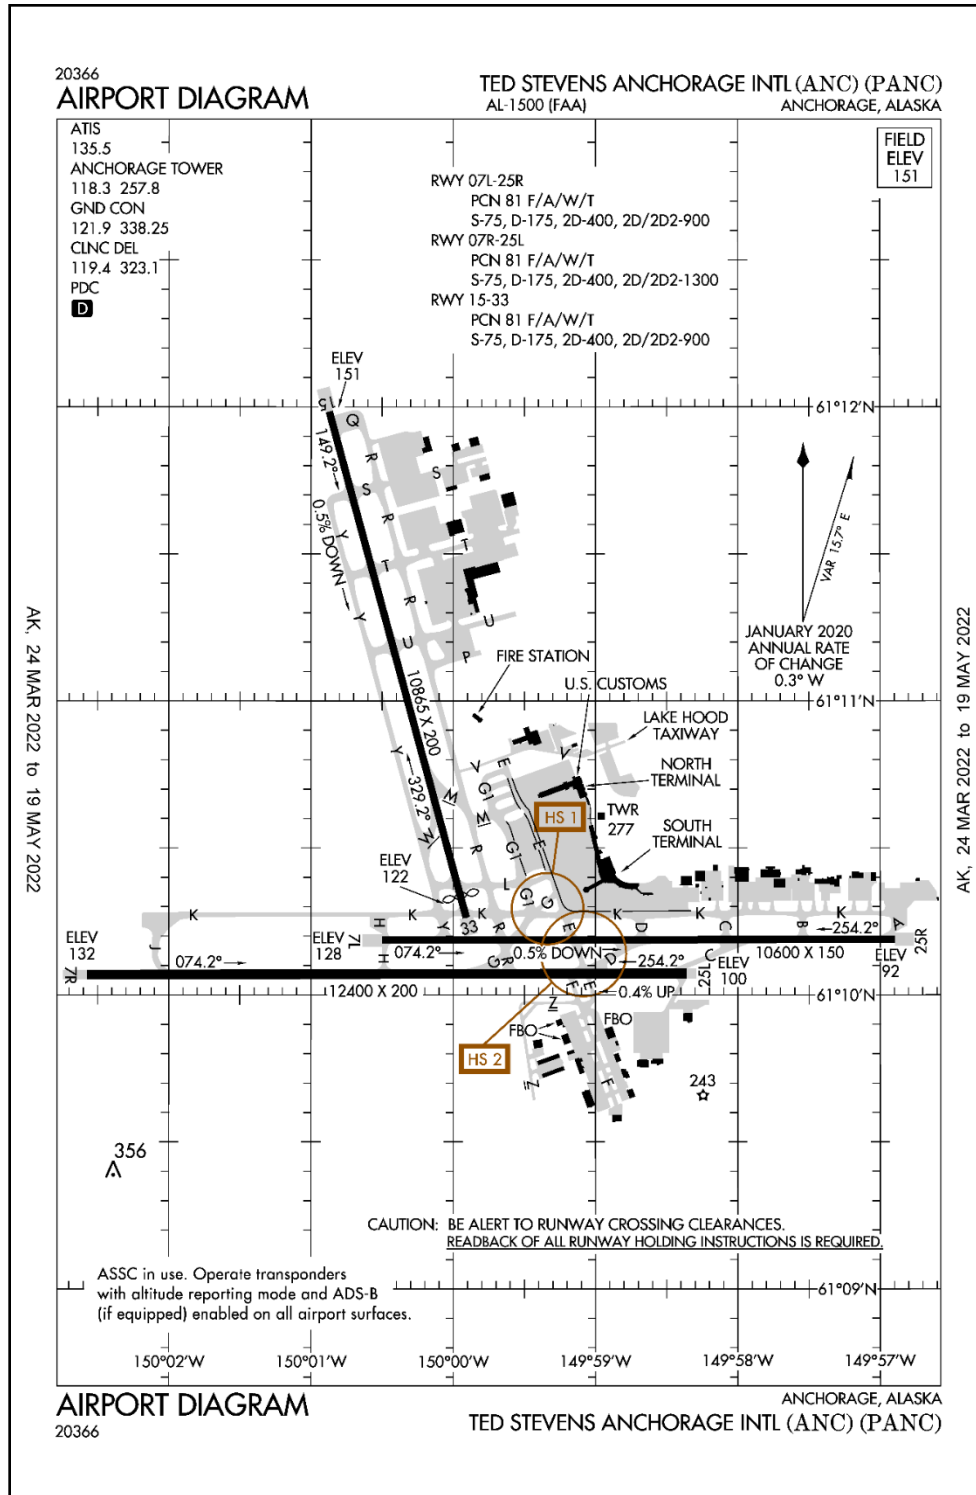 20366
AIRPORT DIAGRAM
TED STEVENS ANCHORAGE INTL (ANC) (PANC)
AL-1500 (FAA)
ANCHORAGE, ALASKA
ATIS
135.5
ANCHORAGE TOWER
118.3 257.8
GND CON
121.9 338.25
CLNC DEL
119.4 323.1
PDC
D
FIELD
ELEV
151
RWY 07L-25R
PCN 81 F/A/W/T
S-75, D-175, 2D-400, 2D/2D2-900
RWY 07R-25L
PCN 81 F/A/W/T
S-75, D-175, 2D-400, 2D/2D2-1300
RWY 15-33
PCN 81 F/A/W/T
S-75, D-175, 2D-400, 2D/2D2-900
ELEV
151
15
61°12'N
Q
R
S
S
149.2°
0.5% DOWN
Y
R
T
T
Y
R
U
U
P
VAR 15.7° E
JANUARY 2020
ANNUAL RATE
OF CHANGE
0.3° W
AK, 24 MAR 2022 to 19 MAY 2022
AK, 24 MAR 2022 to 19 MAY 2022
FIRE STATION
U.S. CUSTOMS
61°11'N
10865 X 200
LAKE HOOD
TAXIWAY
Y
V
E
V
NORTH
TERMINAL
329.2°
G1
M
M
M
HS 1
TWR
277
SOUTH
TERMINAL
R
G1
E
ELEV
122
L
G1
G
K
K
K
K
K
K
J
H
Y
33
R
E
D
C
B
A
254.2°
25R
ELEV
132
ELEV
128
7L
074.2°
0.5% DOWN
10600 X 150
ELEV
92
7R
074.2°
H
G
R
D
254.2°
C
25L
ELEV
100
12400 X 200
F
E
0.4% UP
61°10'N
Z
FBO
FBO
HS 2
Z
F
243
356
CAUTION: BE ALERT TO RUNWAY CROSSING CLEARANCES.
READBACK OF ALL RUNWAY HOLDING INSTRUCTIONS IS REQUIRED.
ASSC in use. Operate transponders
with altitude reporting mode and ADS-B
(if equipped) enabled on all airport surfaces.
61°09'N
150°02'W
150°01'W
150°00'W
149°59'W
149°58'W
149°57'W
AIRPORT DIAGRAM
20366
ANCHORAGE, ALASKA
TED STEVENS ANCHORAGE INTL (ANC) (PANC)